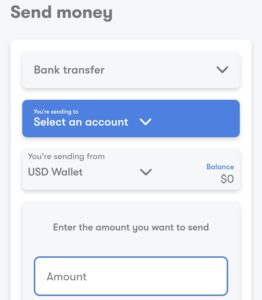 Send money
Bank transfer
You're sending to
Select an account
You're sending from
USD Wallet
Balance
$0
Enter the amount you want to send
Amount